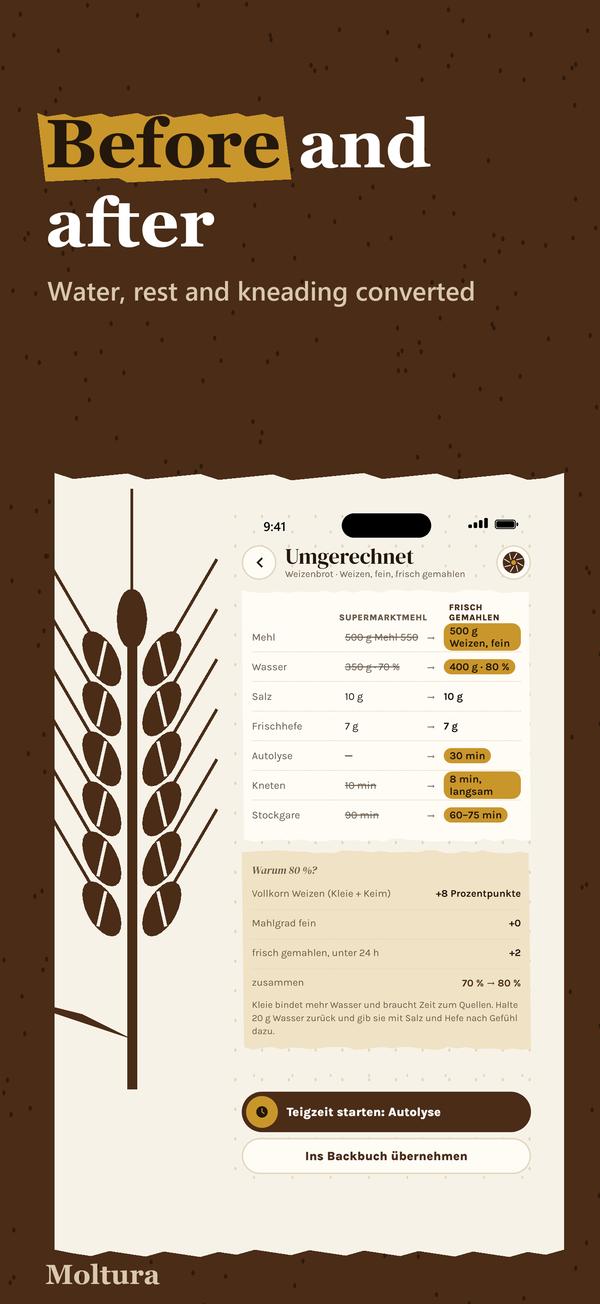 Before and
after
Water, rest and kneading converted
9:41
Umgerechnet
Weizenbrot · Weizen, fein, frisch gemahlen
SUPERMARKTMEHL FRISCH GEMAHLEN
Mehl 500 g Mehl 550 → 500 g Weizen, fein
Wasser 350 g · 70 % → 400 g · 80 %
Salz 10 g → 10 g
Frischhefe 7 g → 7 g
Autolyse — → 30 min
Kneten 10 min → 8 min, langsam
Stockgare 90 min → 60–75 min
Warum 80 %?
Vollkorn Weizen (Kleie + Keim) +8 Prozentpunkte
Mahlgrad fein +0
frisch gemahlen, unter 24 h +2
zusammen 70 % → 80 %
Kleie bindet mehr Wasser und braucht Zeit zum Quellen. Halte
20 g Wasser zurück und gib sie mit Salz und Hefe nach Gefühl
dazu.
Teigzeit starten: Autolyse
Ins Backbuch übernehmen
Moltura